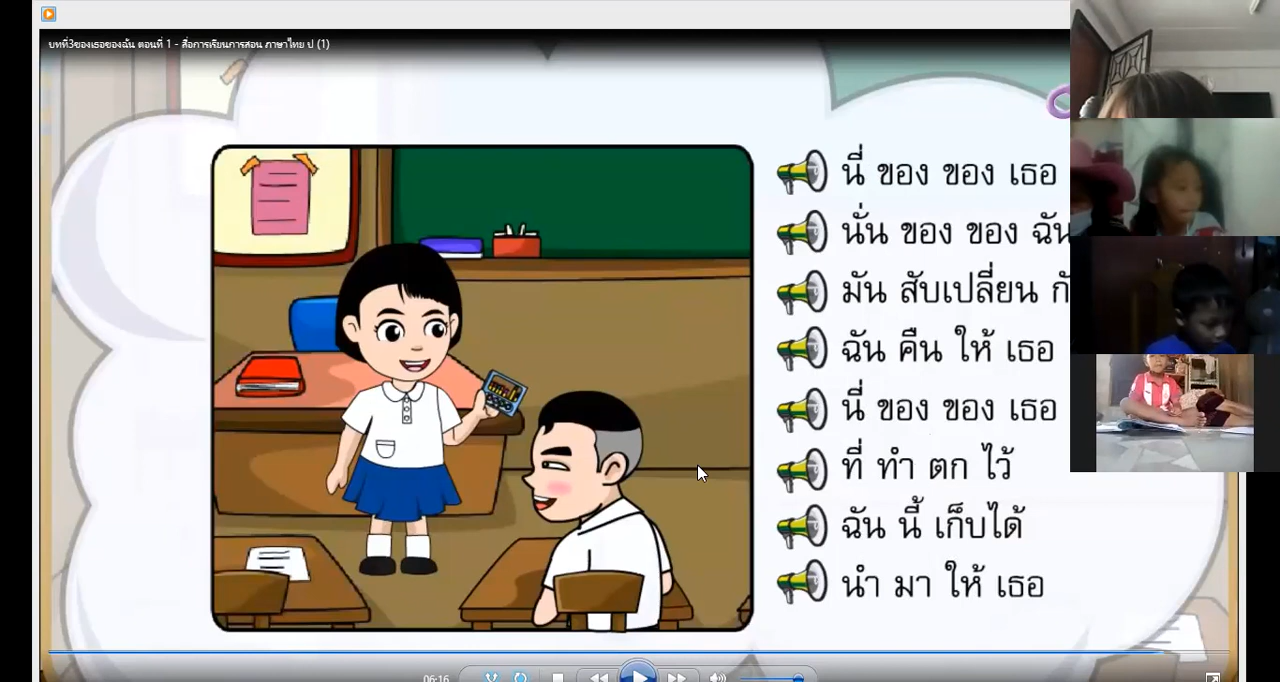 บทที่3ของเธอของฉัน ตอนที่ 1 - สื่อการเรียนการสอน ภาษาไทย ป (1)
นี่ ของ ของ เธอ
นั่น ของ ของ ฉัน
มัน สับเปลี่ยน กั
ฉัน คืน ให้ เธอ
นี่ ของ ของ เธอ
ที่ ทำ ตก ไว้
ฉัน นี้ เก็บได้
นำ มา ให้ เธอ
06:16